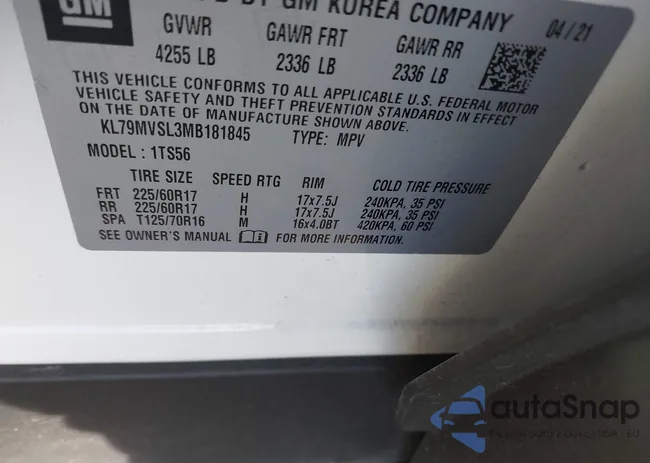 GM
BY GM KOREA COMPANY
04/21
GVWR GAWR FRT GAWR RR
4255 LB 2336 LB 2336 LB
THIS VEHICLE CONFORMS TO ALL APPLICABLE U.S. FEDERAL MOTOR
VEHICLE SAFETY AND THEFT PREVENTION STANDARDS IN EFFECT
ON THE DATE OF MANUFACTURE SHOWN ABOVE.
KL79MVSL3MB181845 TYPE: MPV
MODEL: 1TS56
TIRE SIZE SPEED RTG RIM COLD TIRE PRESSURE
FRT 225/60R17 H 17x7.5J 240KPA, 35 PSI
RR 225/60R17 H 17x7.5J 240KPA, 35 PSI
SPA T125/70R16 M 16x4.0BT 420KPA, 60 PSI
SEE OWNER'S MANUAL FOR MORE INFORMATION.
autaSnap